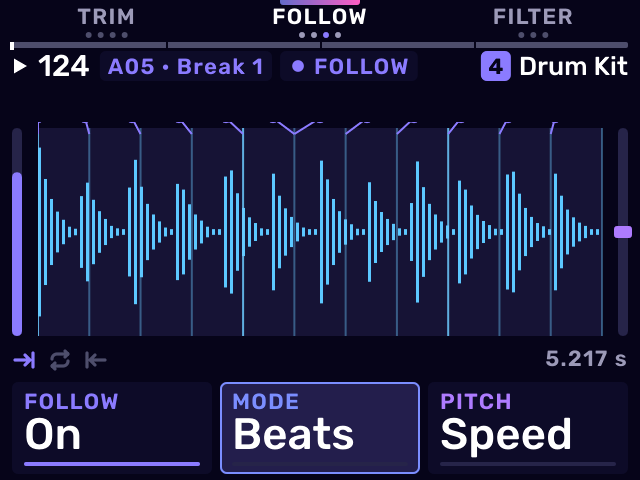 TRIM FOLLOW FILTER
124 A05 • Break 1 FOLLOW 4 Drum Kit
5.217 s
FOLLOW MODE PITCH
On Beats Speed